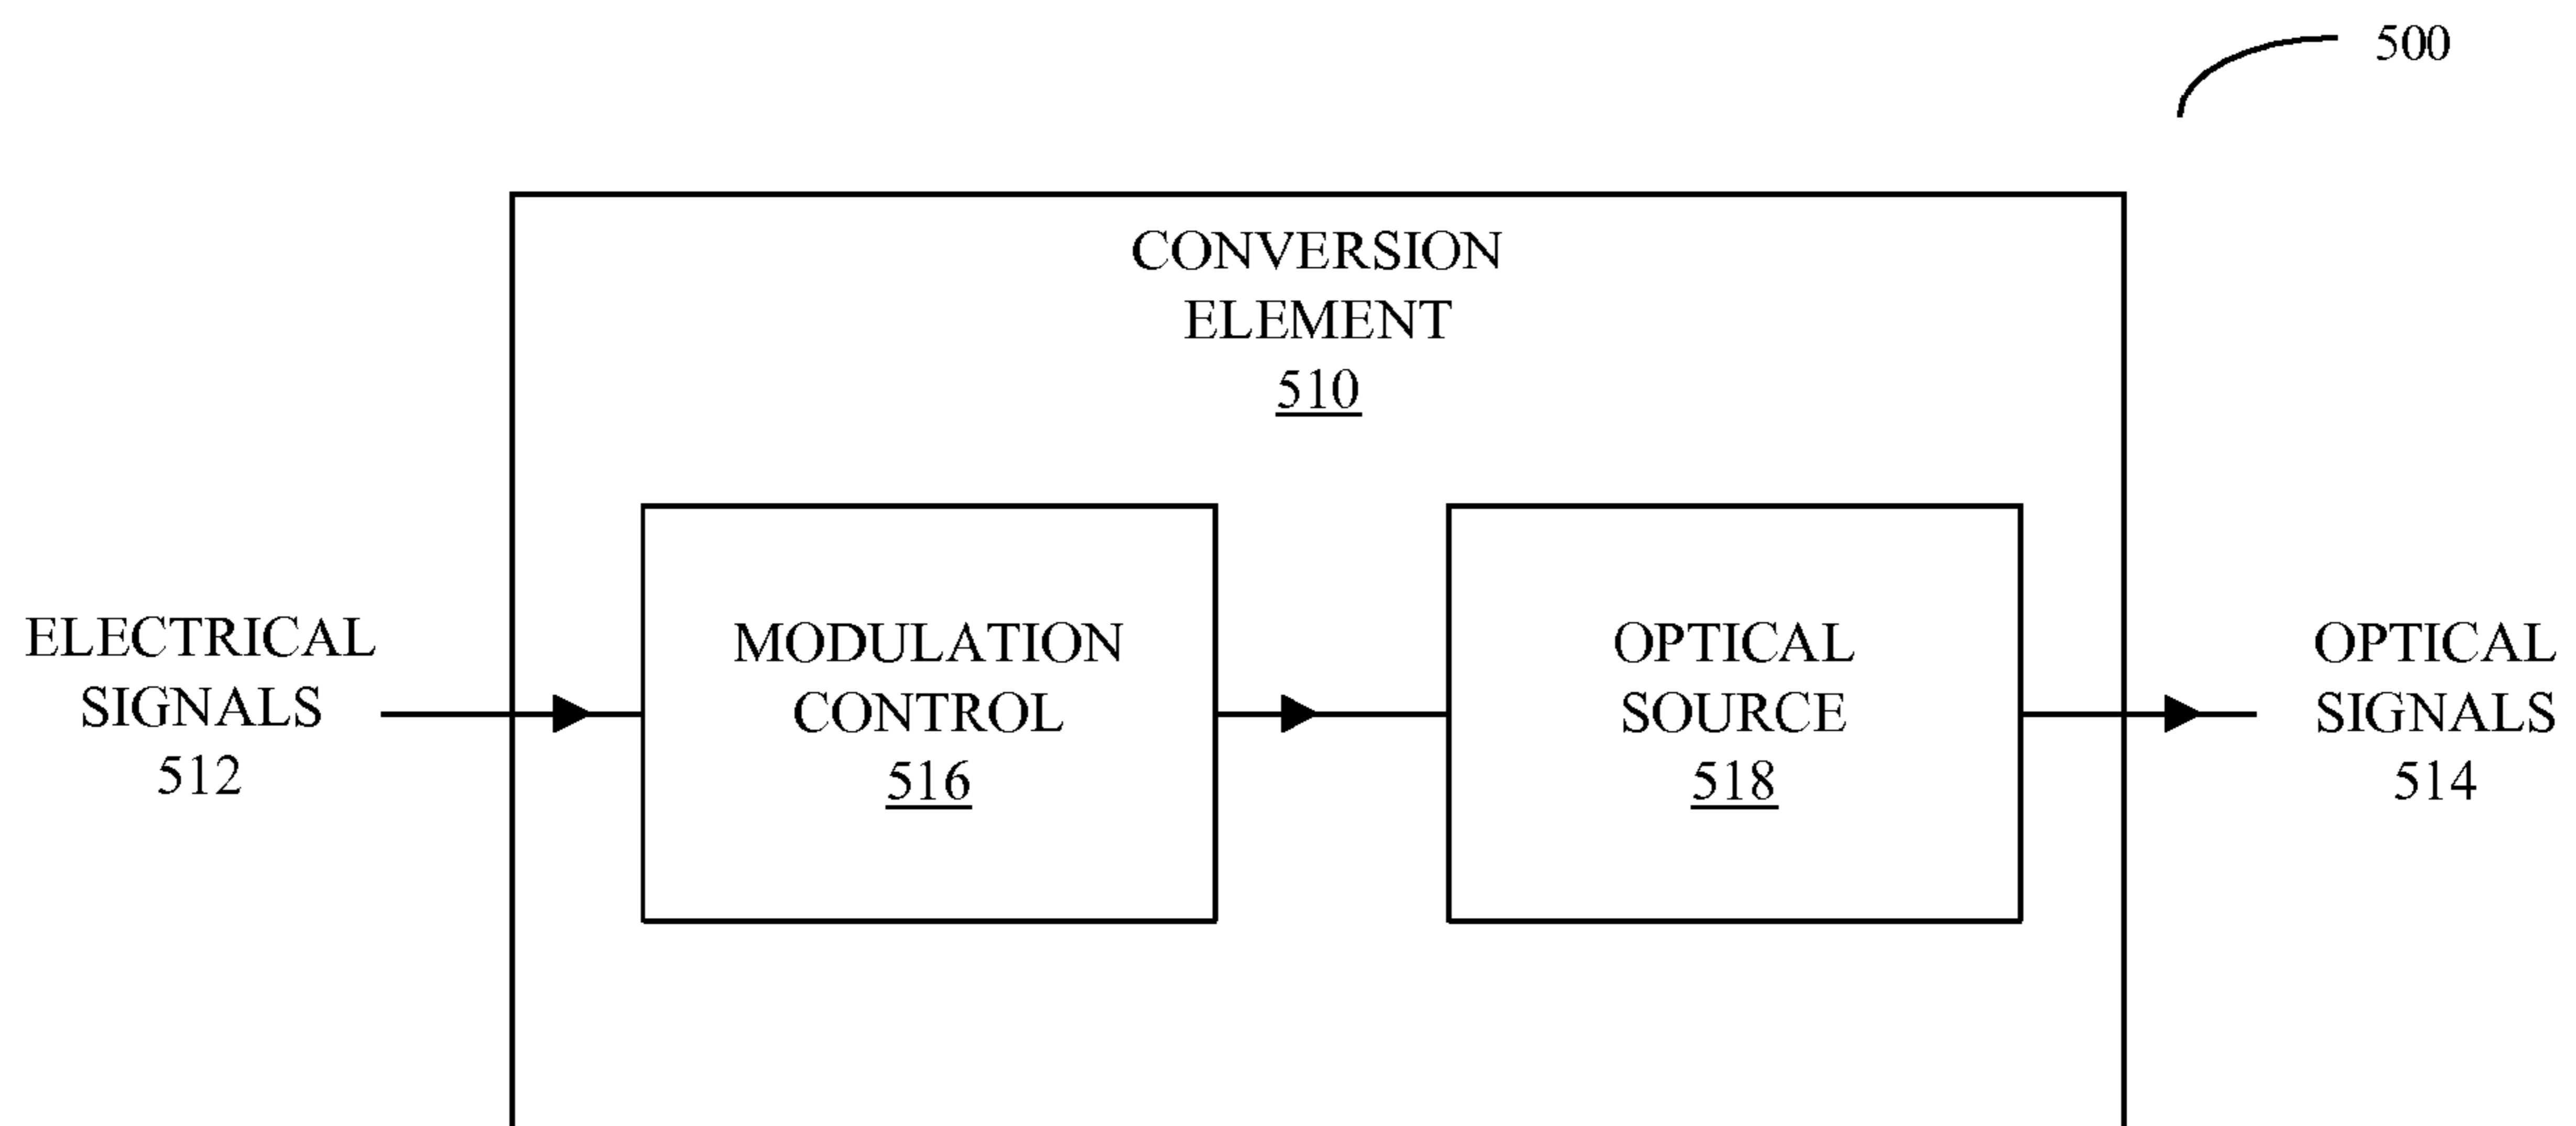 500
CONVERSION
ELEMENT
510
ELECTRICAL
SIGNALS
512
MODULATION
CONTROL
516
OPTICAL
SOURCE
518
OPTICAL
SIGNALS
514